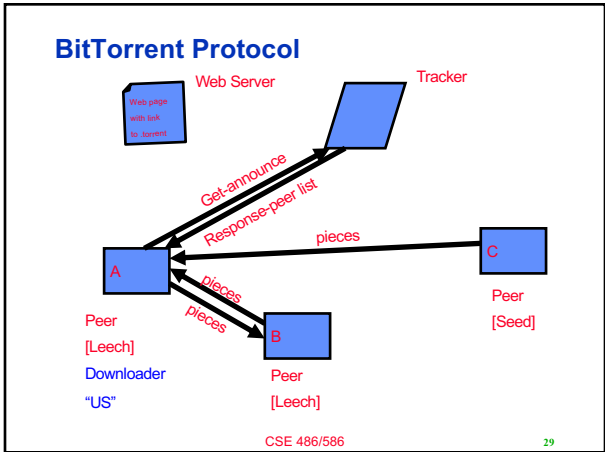 BitTorrent Protocol
Web Server
Tracker
Web page
with link
to .torrent
Get-announce
Response-peer list
pieces
A
C
pieces
pieces
B
Peer
[Seed]
Peer
[Leech]
Downloader
“US”
Peer
[Leech]
CSE 486/586
29